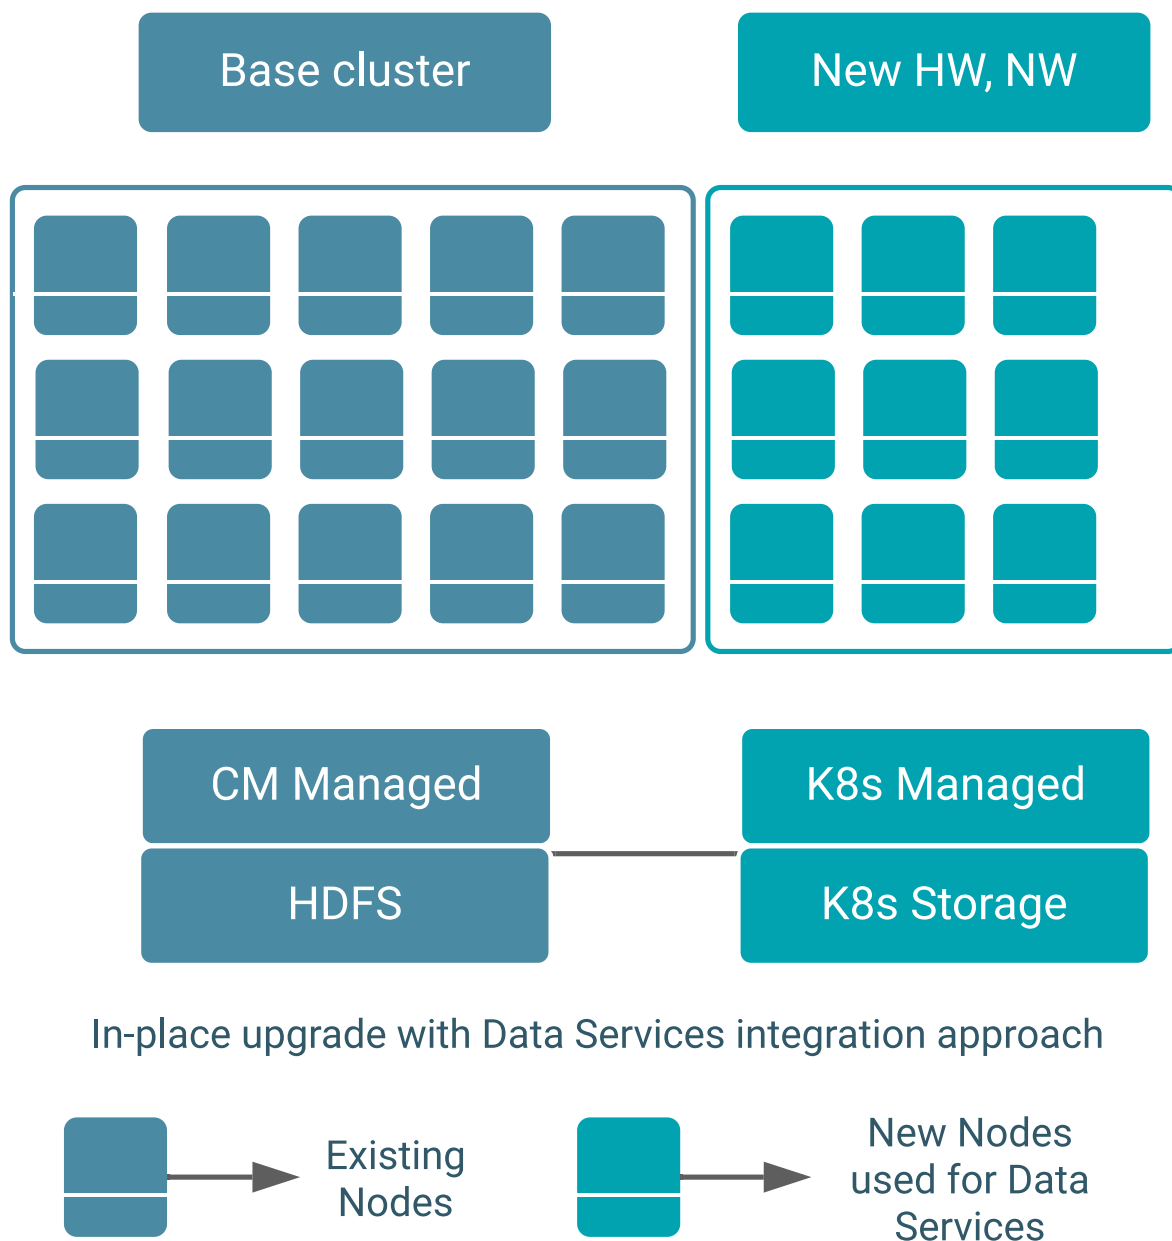 Base cluster
New HW, NW
CM Managed
K8s Managed
HDFS
K8s Storage
In-place upgrade with Data Services integration approach
Existing
Nodes
New Nodes
used for Data
Services